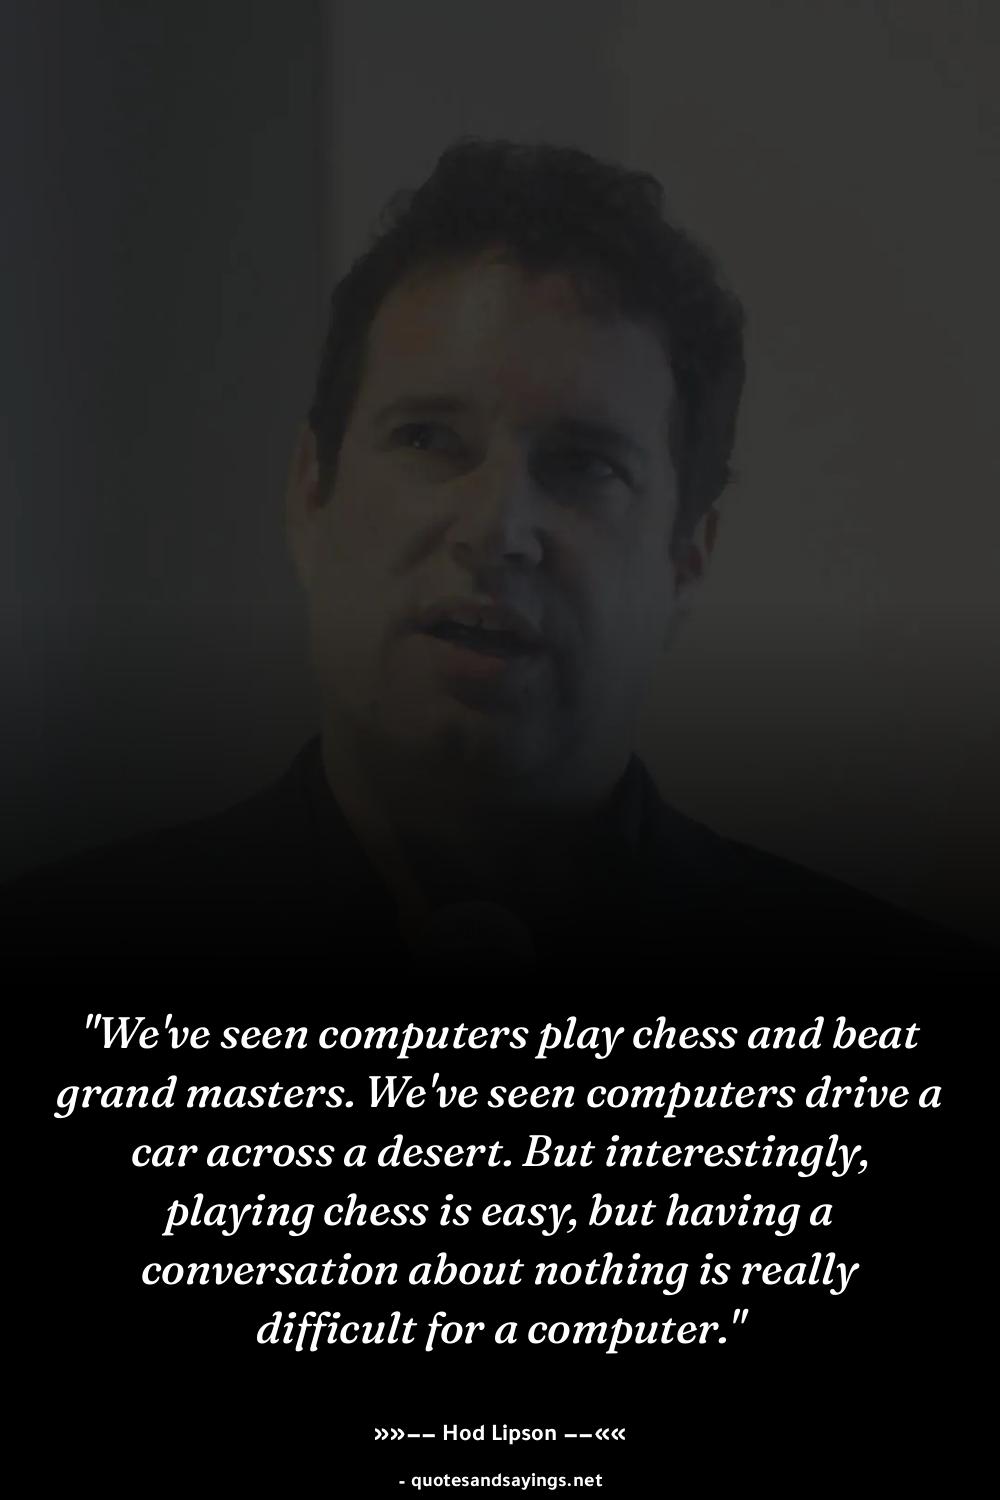 "We've seen computers play chess and beat
grand masters. We've seen computers drive a
car across a desert. But interestingly,
playing chess is easy, but having a
conversation about nothing is really
difficult for a computer."
»»—— Hod Lipson ——««
- quotesandsayings.net